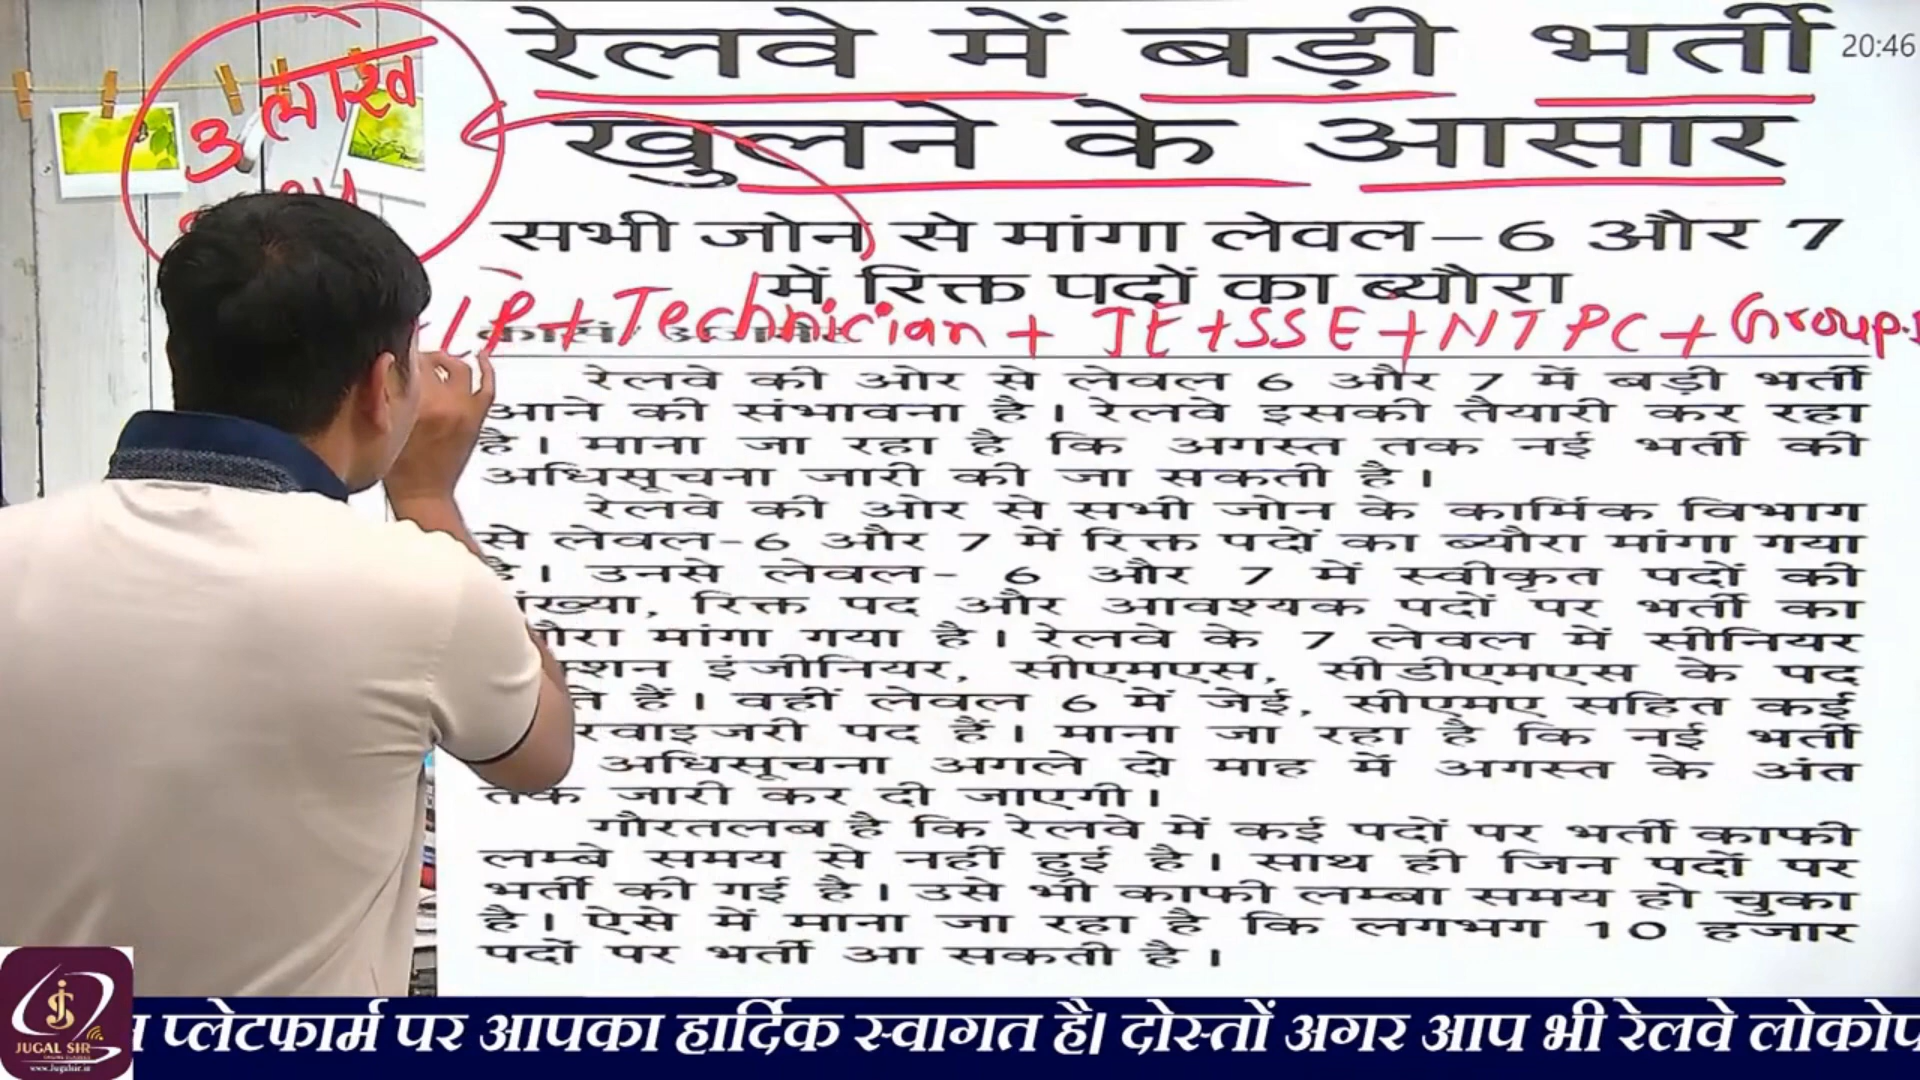 रेलवे में बड़ी भर्ती
20:46
खुलने के आसार
3 लाख
सभी जोन से मांगा लेवल-6 और 7
में रिक्त पदों का ब्यौरा
LP + Technician + JE + SSE + NTPC + Group.
रेलवे की ओर से लेवल 6 और 7 में बड़ी भर्ती
आने की संभावना है। रेलवे इसकी तैयारी कर रहा
है। माना जा रहा है कि अगस्त तक नई भर्ती की
अधिसूचना जारी की जा सकती है।
रेलवे की ओर से सभी जोन के कार्मिक विभाग
से लेवल-6 और 7 में रिक्त पदों का ब्यौरा मांगा गया
है। उनसे लेवल- 6 और 7 में स्वीकृत पदों की
संख्या, रिक्त पद और आवश्यक पदों पर भर्ती का
मांगा गया है। रेलवे के 7 लेवल में सीनियर
इंजीनियर, सीएमएस, सीडीएमएस के पद
हैं। वहीं लेवल 6 में जेई, सीएमए सहित कई
पद हैं। माना जा रहा है कि नई भर्ती
अधिसूचना अगले दो माह में अगस्त के अंत
तक जारी कर दी जाएगी।
गौरतलब है कि रेलवे में कई पदों पर भर्ती काफी
लम्बे समय से नहीं हुई है। साथ ही जिन पदों पर
भर्ती की गई है। उसे भी काफी लम्बा समय हो चुका
है। ऐसे में माना जा रहा है कि लगभग 10 हजार
पदों पर भर्ती आ सकती है।
JS
JUGAL SIR
www.Jugalsir.in
प्लेटफार्म पर आपका हार्दिक स्वागत है। दोस्तों अगर आप भी रेलवे लोकोप